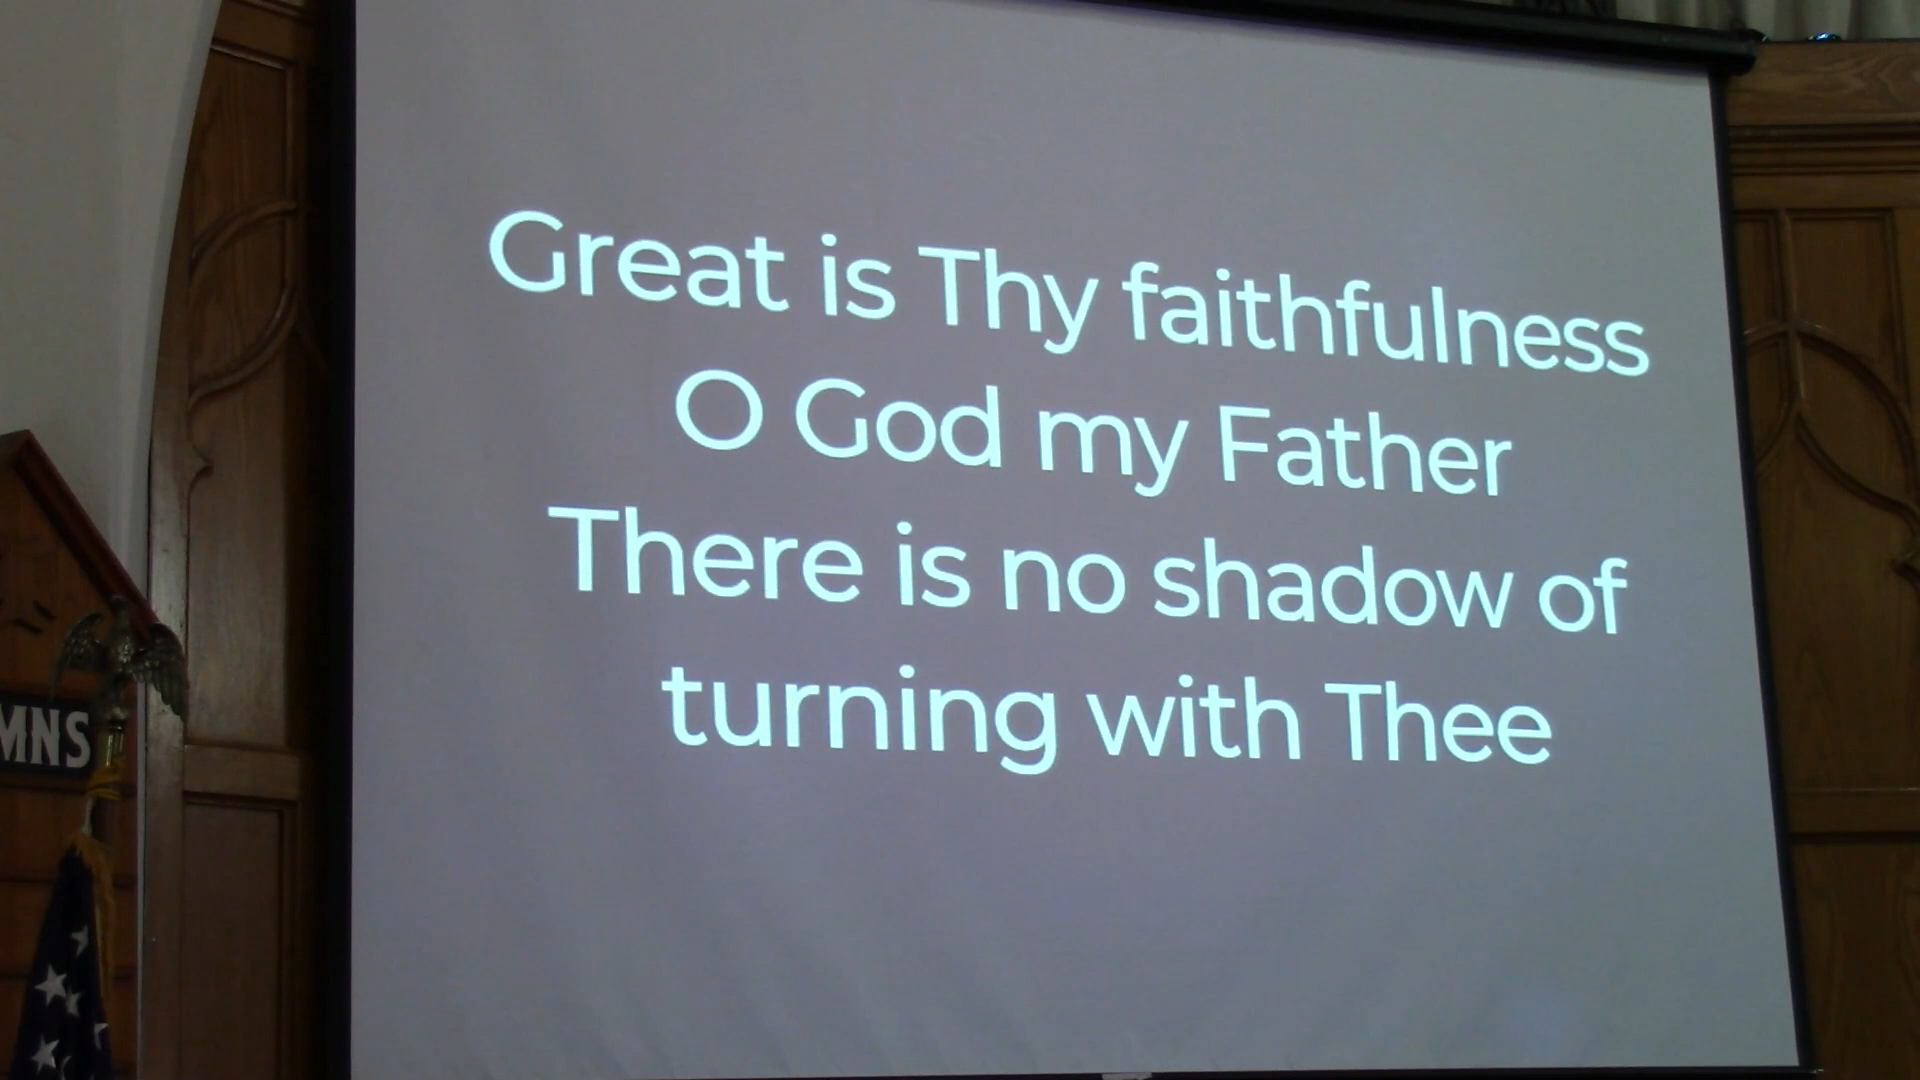 Great is Thy faithfulness
O God my Father
There is no shadow of
turning with Thee
MNS